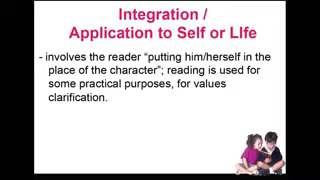 Integration /
Application to Self or LIfe
- involves the reader “putting him/herself in the
place of the character”; reading is used for
some practical purposes, for values
clarification.